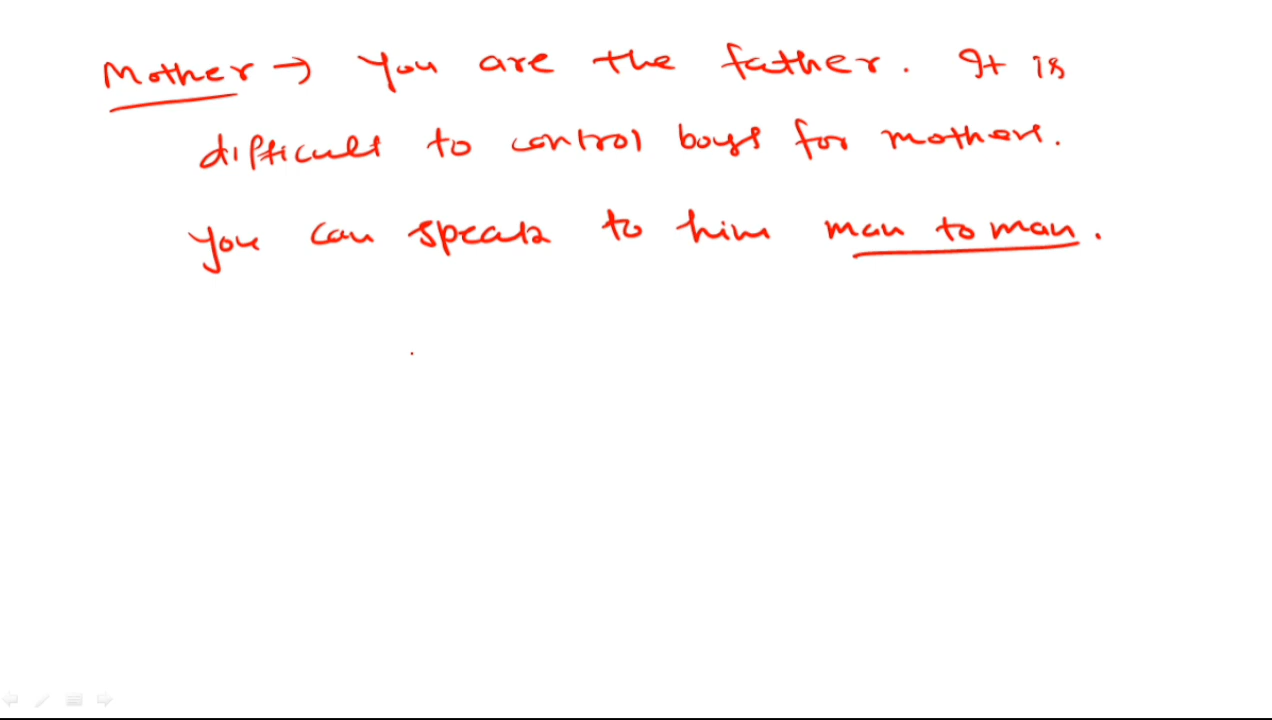 Mother → You are the father. It is
difficult to control boys for mothers.
you can speak to him man to man.